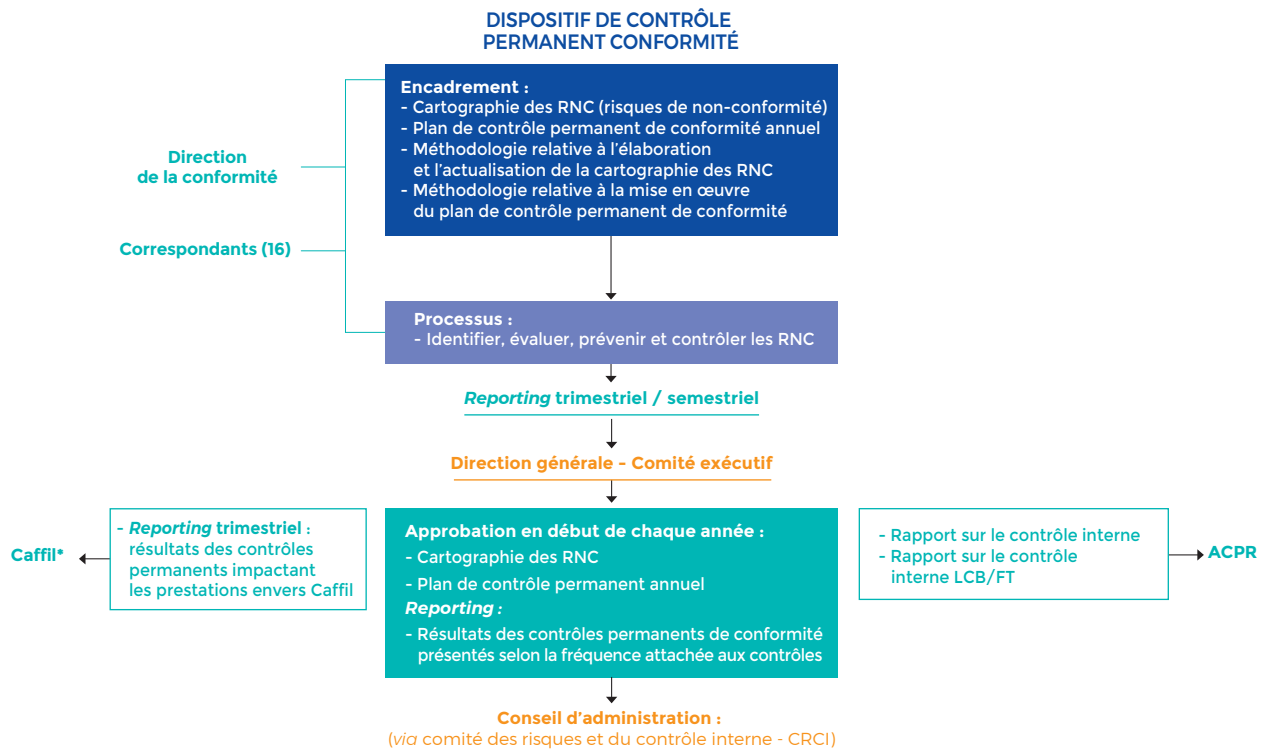 DISPOSITIF DE CONTRÔLE
PERMANENT CONFORMITÉ
Encadrement :
- Cartographie des RNC (risques de non-conformité)
- Plan de contrôle permanent de conformité annuel
- Méthodologie relative à l'élaboration
et l'actualisation de la cartographie des RNC
- Méthodologie relative à la mise en œuvre
du plan de contrôle permanent de conformité
Direction
de la conformité
Correspondants (16)
Processus :
- Identifier, évaluer, prévenir et contrôler les RNC
Reporting trimestriel / semestriel
Direction générale - Comité exécutif
Caffil*
- Reporting trimestriel :
résultats des contrôles
permanents impactant
les prestations envers Caffil
Approbation en début de chaque année :
- Cartographie des RNC
- Plan de contrôle permanent annuel
Reporting :
- Résultats des contrôles permanents de conformité
présentés selon la fréquence attachée aux contrôles
- Rapport sur le contrôle interne
- Rapport sur le contrôle
interne LCB/FT
ACPR
Conseil d'administration :
(via comité des risques et du contrôle interne - CRCI)